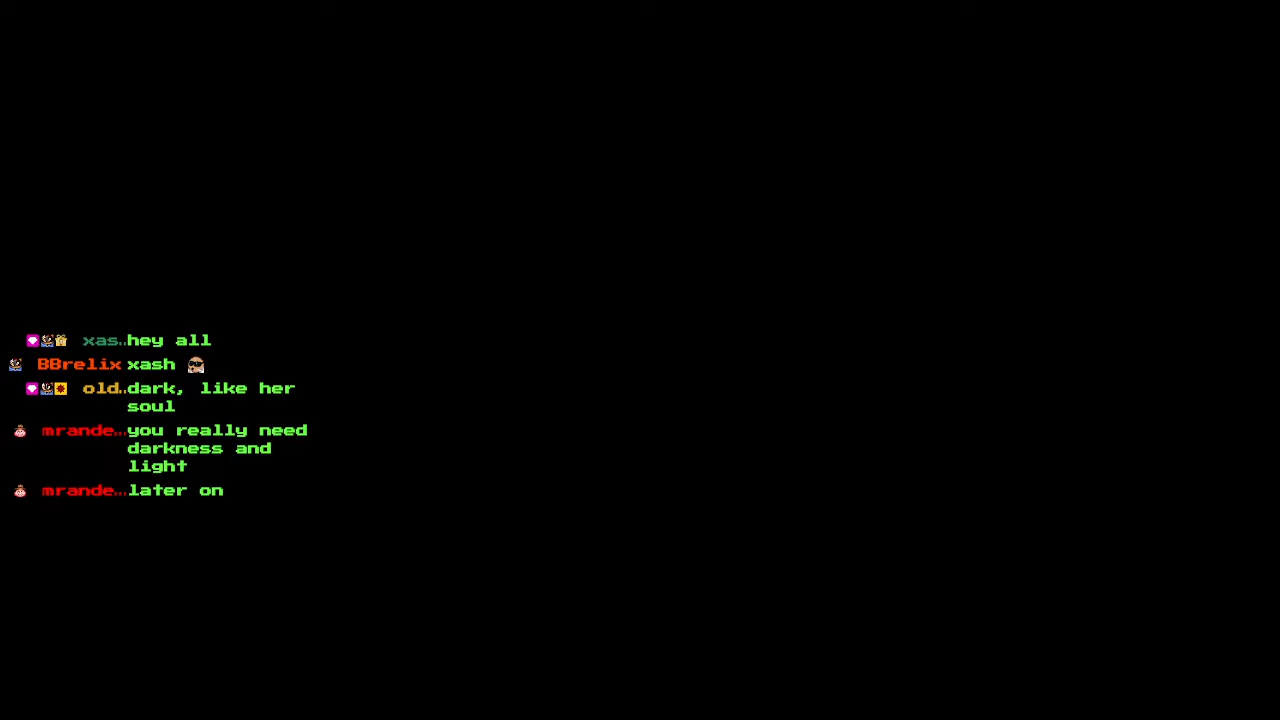 xas..hey all
BBrelix xash
old..dark, like her
soul
mrande...you really need
darkness and
light
mrande...later on